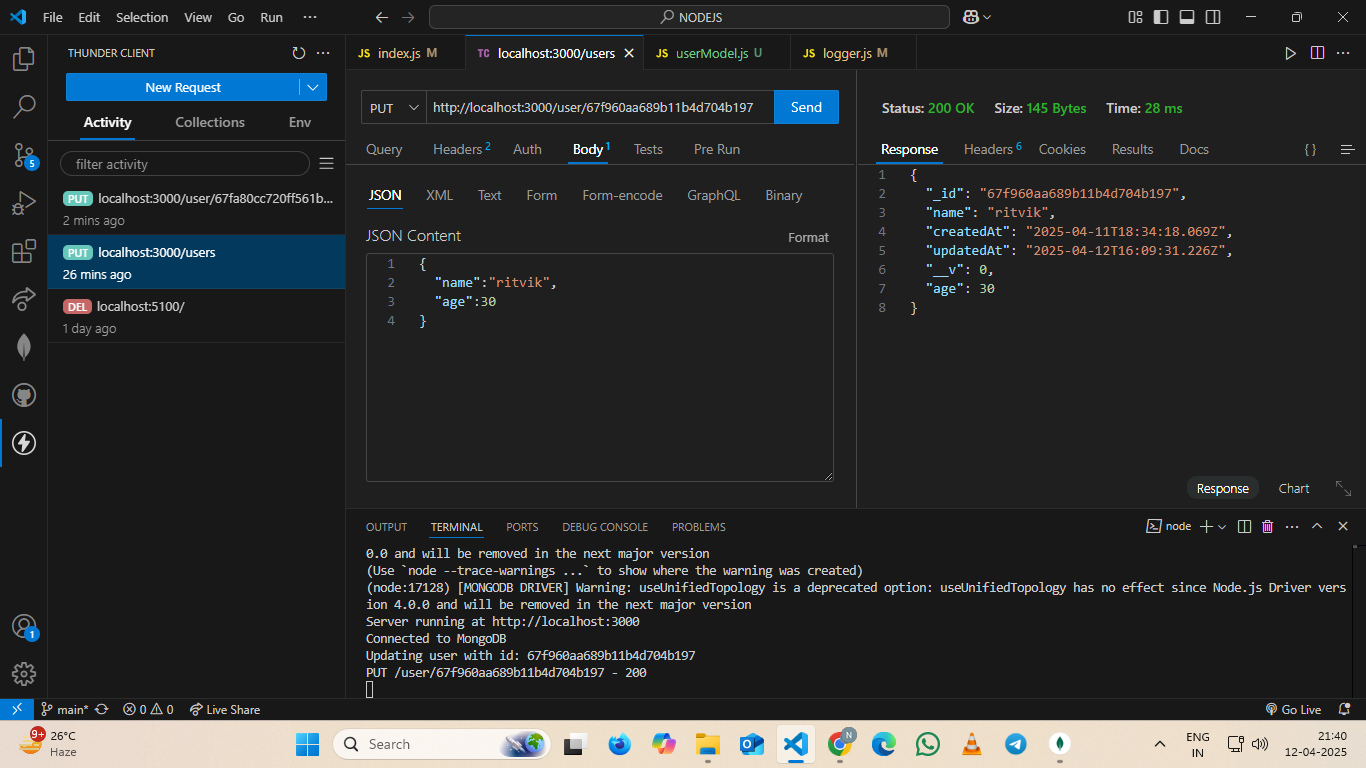 File Edit Selection View Go Run ···
NODEJS
THUNDER CLIENT
New Request
Activity Collections Env
filter activity
PUT localhost:3000/user/67fa80cc720ff561b...
2 mins ago
PUT localhost:3000/users
26 mins ago
DEL localhost:5100/
1 day ago
5
1
JS index.js M
TC localhost:3000/users
JS userModel.js U
JS logger.js M
PUT http://localhost:3000/user/67f960aa689b11b4d704b197 Send
Query Headers 2 Auth Body 1 Tests Pre Run
JSON XML Text Form Form-encode GraphQL Binary
JSON Content Format
1 {
2 "name":"ritvik",
3 "age":30
4 }
Status: 200 OK Size: 145 Bytes Time: 28 ms
Response Headers 6 Cookies Results Docs { }
1 {
2 "_id": "67f960aa689b11b4d704b197",
3 "name": "ritvik",
4 "createdAt": "2025-04-11T18:34:18.069Z",
5 "updatedAt": "2025-04-12T16:09:31.226Z",
6 "__v": 0,
7 "age": 30
8 }
Response Chart
OUTPUT TERMINAL PORTS DEBUG CONSOLE PROBLEMS
node
0.0 and will be removed in the next major version
(Use `node --trace-warnings ...` to show where the warning was created)
(node:17128) [MONGODB DRIVER] Warning: useUnifiedTopology is a deprecated option: useUnifiedTopology has no effect since Node.js Driver vers
ion 4.0.0 and will be removed in the next major version
Server running at http://localhost:3000
Connected to MongoDB
Updating user with id: 67f960aa689b11b4d704b197
PUT /user/67f960aa689b11b4d704b197 - 200
main* 0 0 Live Share Go Live
9+
26°C
Haze
Search
N
ENG
IN
21:40
12-04-2025